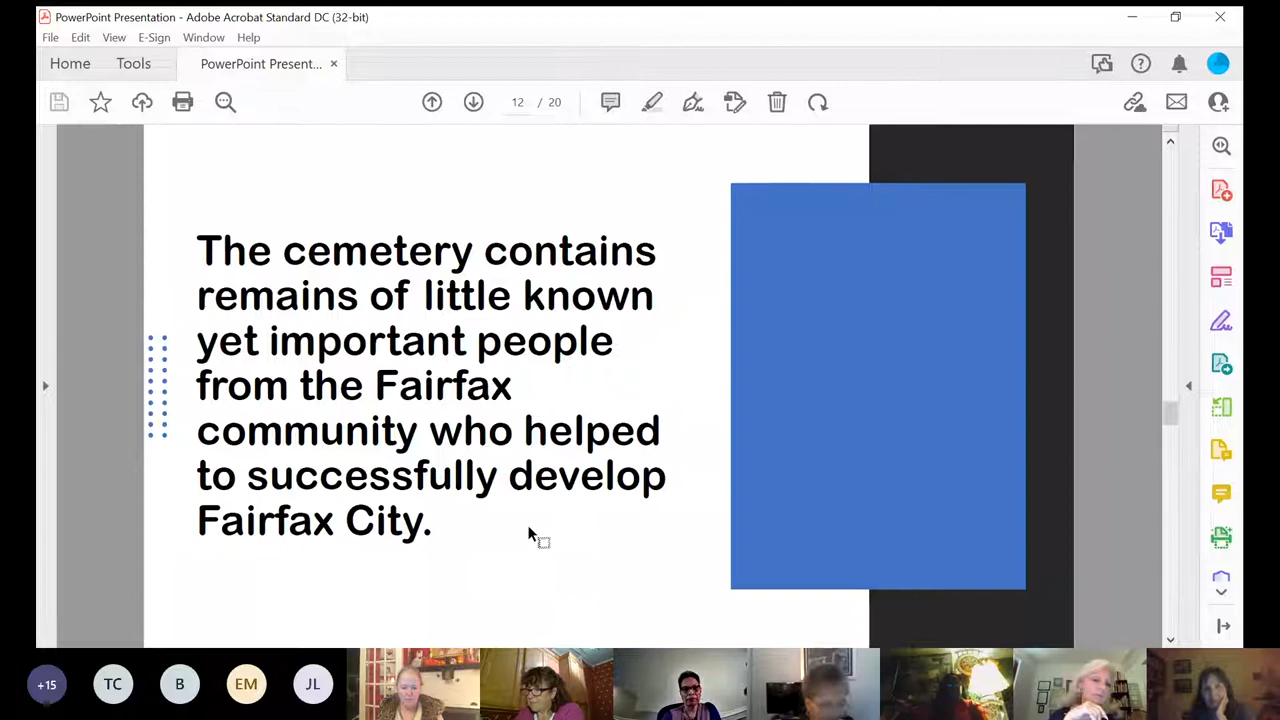 PowerPoint Presentation - Adobe Acrobat Standard DC (32-bit)
File Edit View E-Sign Window Help
Home Tools PowerPoint Present... ×
12 / 20
The cemetery contains
remains of little known
yet important people
from the Fairfax
community who helped
to successfully develop
Fairfax City.
+15 TC B EM JL